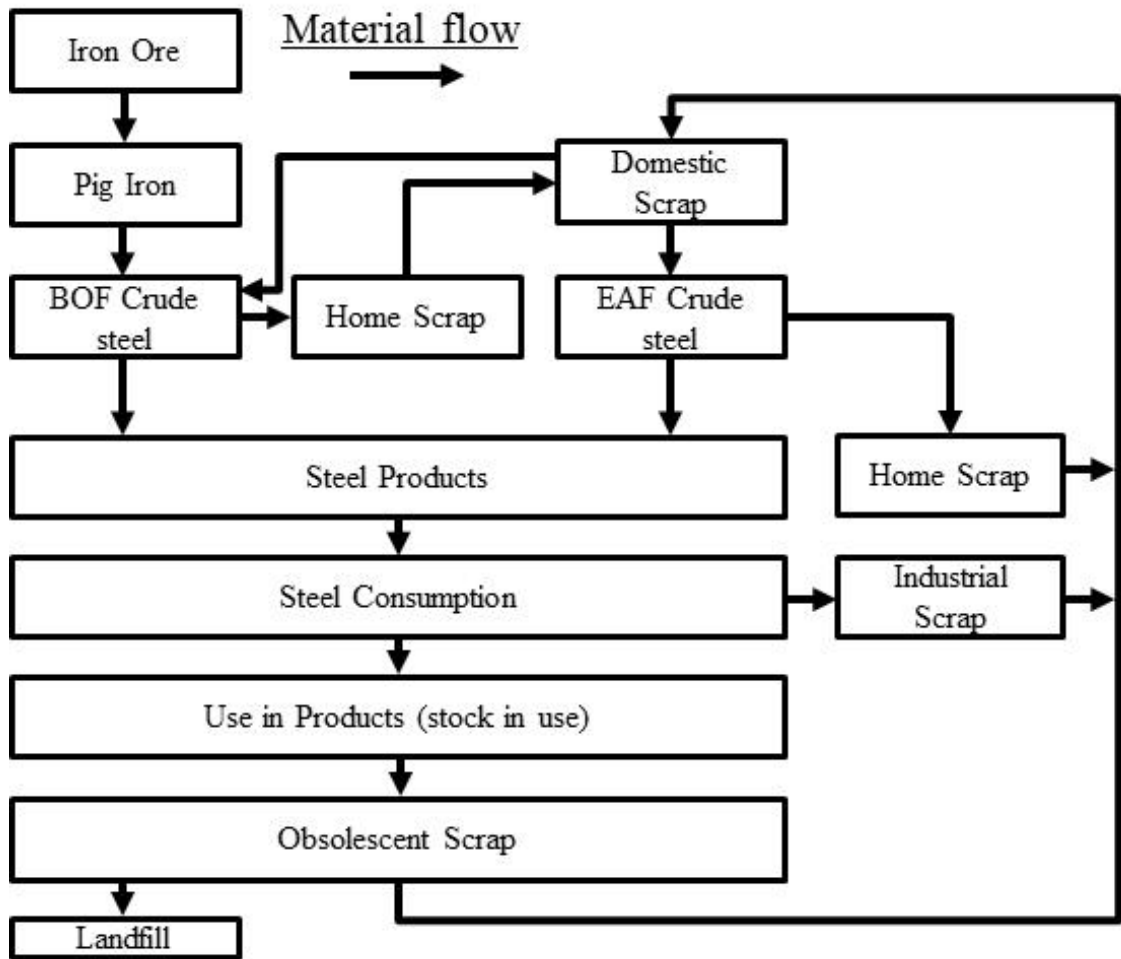 Material flow
Iron Ore
Pig Iron
Domestic
Scrap
BOF Crude
steel
Home Scrap
EAF Crude
steel
Steel Products
Home Scrap
Steel Consumption
Industrial
Scrap
Use in Products (stock in use)
Obsolescent Scrap
Landfill